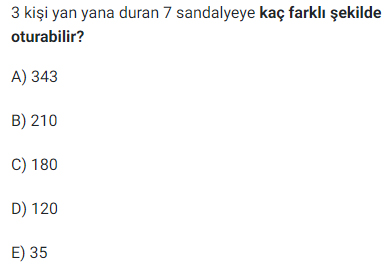 3 kişi yan yana duran 7 sandalyeye kaç farklı şekilde
oturabilir?
A) 343
B) 210
C) 180
D) 120
E) 35